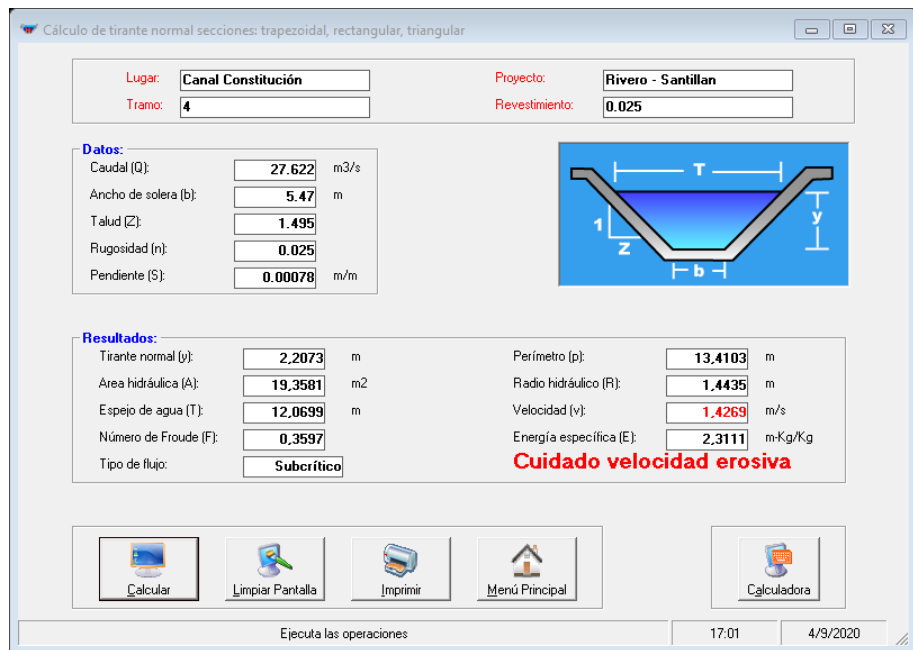 Cálculo de tirante normal secciones: trapezoidal, rectangular, triangular
Lugar: Canal Constitución Proyecto: Rivero - Santillan
Tramo: 4 Revestimiento: 0.025
Datos:
Caudal (Q): 27.622 m3/s
Ancho de solera (b): 5.47 m
Talud (Z): 1.495
Rugosidad (n): 0.025
Pendiente (S): 0.00078 m/m
T
1
y
Z
b
Resultados:
Tirante normal (y): 2,2073 m Perímetro (p): 13,4103 m
Area hidráulica (A): 19,3581 m2 Radio hidráulico (R): 1,4435 m
Espejo de agua (T): 12,0699 m Velocidad (v): 1,4269 m/s
Número de Froude (F): 0,3597 Energía específica (E): 2,3111 m-Kg/Kg
Tipo de flujo: Subcrítico Cuidado velocidad erosiva
Calcular Limpiar Pantalla Imprimir Menú Principal Calculadora
Ejecuta las operaciones 17:01 4/9/2020